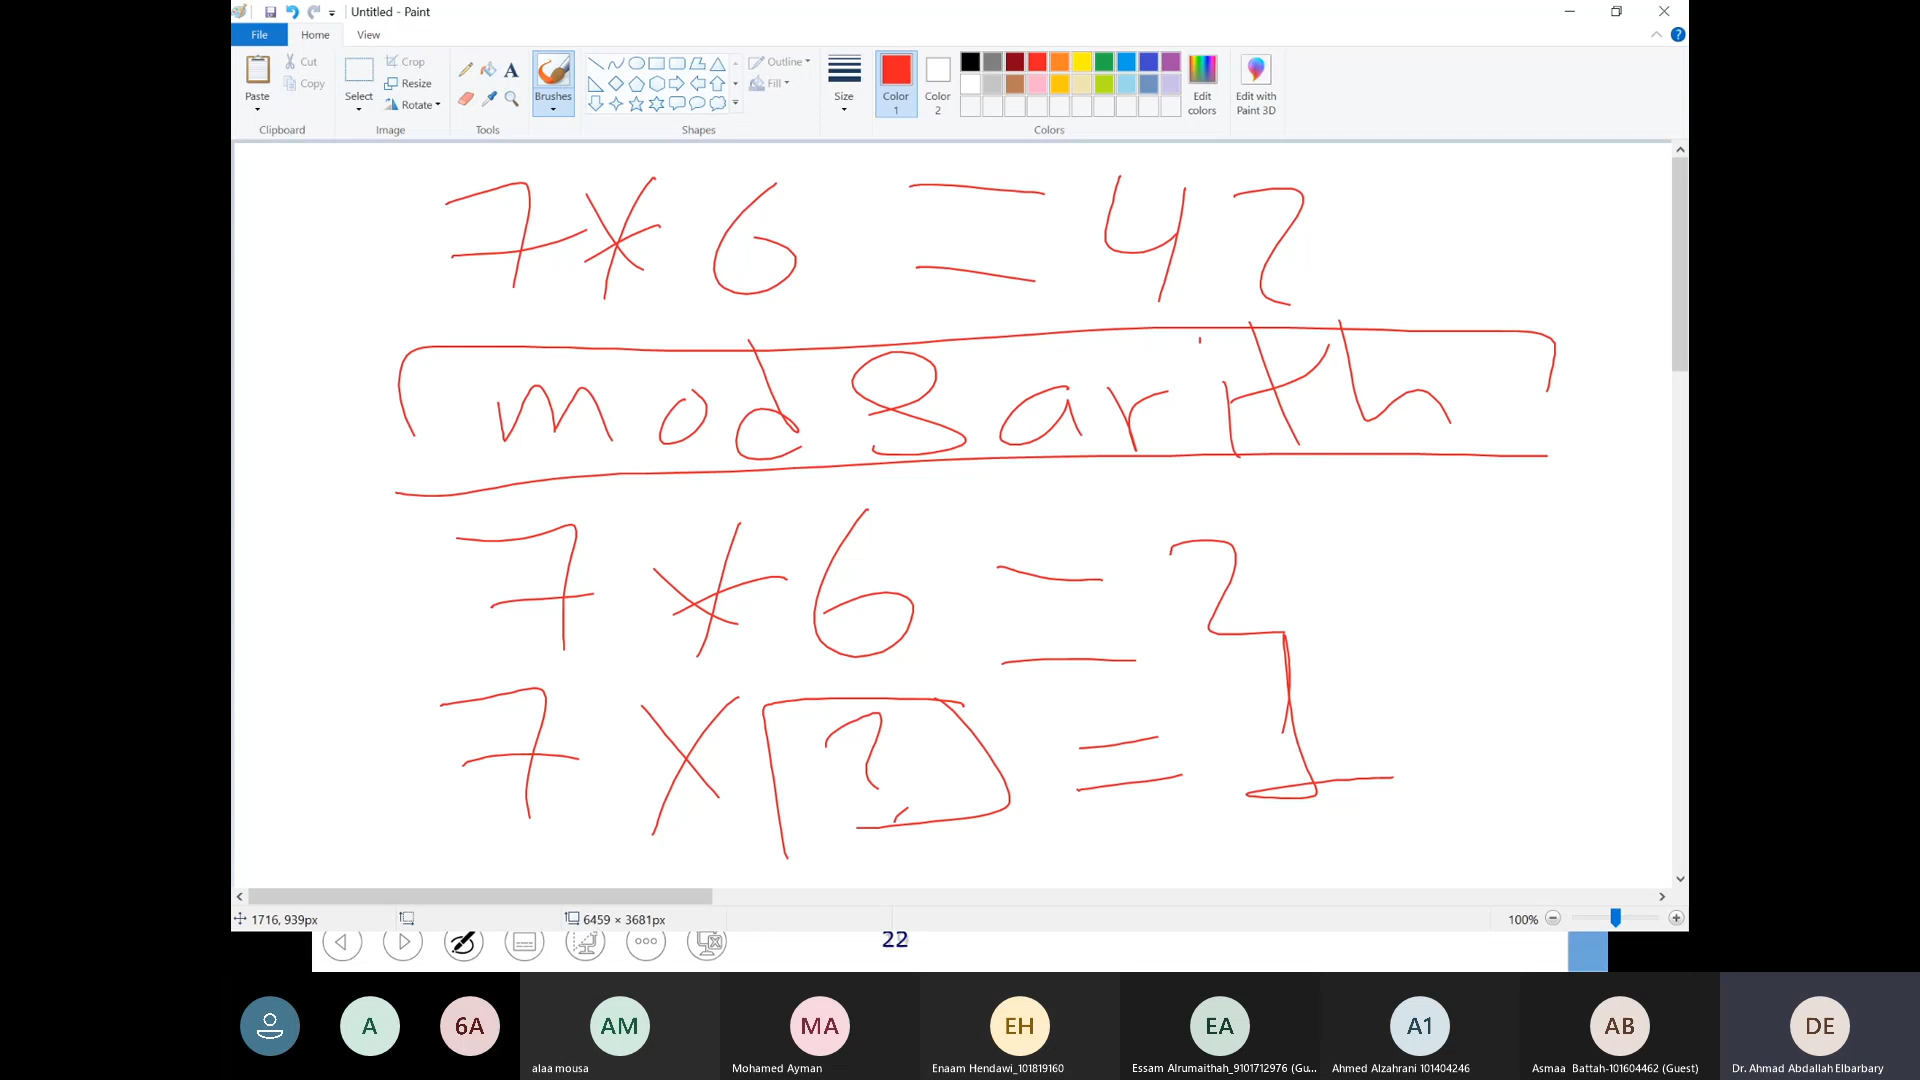 Untitled - Paint
File Home View
Paste
Cut
Copy
Clipboard
Select
Crop
Resize
Rotate
Image
Tools
Brushes
Shapes
Outline
Fill
Size
Color 1
Color 2
Edit colors
Edit with Paint 3D
Colors
7 * 6 = 42
mod 8 arith
7 * 6 = 2
7 × ? = 1
1716, 939px
6459 × 3681px
100%
22
A
6A
AM
MA
EH
EA
A1
AB
DE
alaa mousa
Mohamed Ayman
Enaam Hendawi_101819160
Essam Alrumaithah_9101712976 (Gu...
Ahmed Alzahrani 101404246
Asmaa Battah-101604462 (Guest)
Dr. Ahmad Abdallah Elbarbary